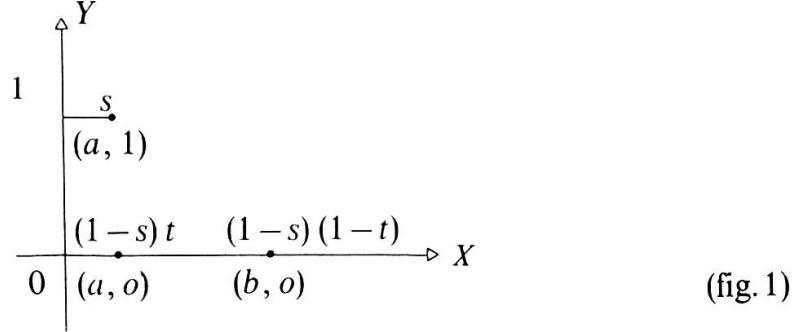 Y
1
s
(a, 1)
(1 – s) t (1 – s) (1 – t)
X
0 (a, o) (b, o) (fig. 1)